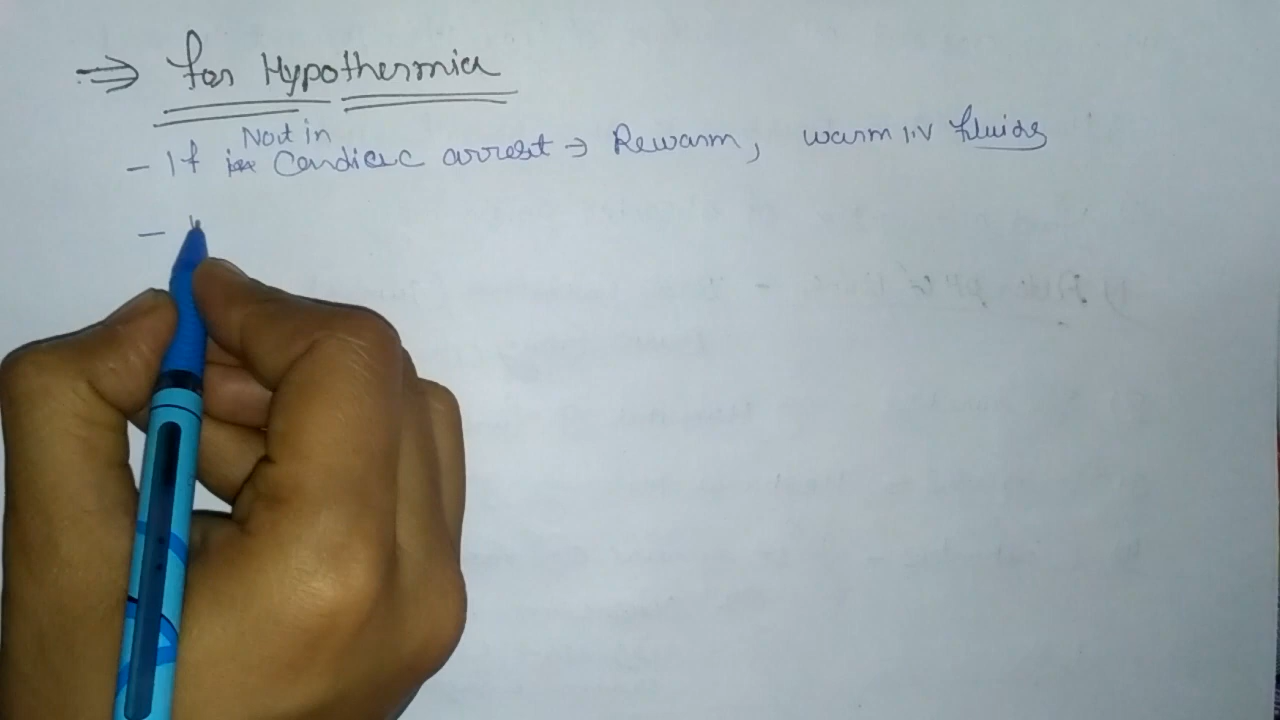 ⇒ for Hypothermia
Not in
- If Cardiac arrest → Rewarm, warm I.V fluids
-